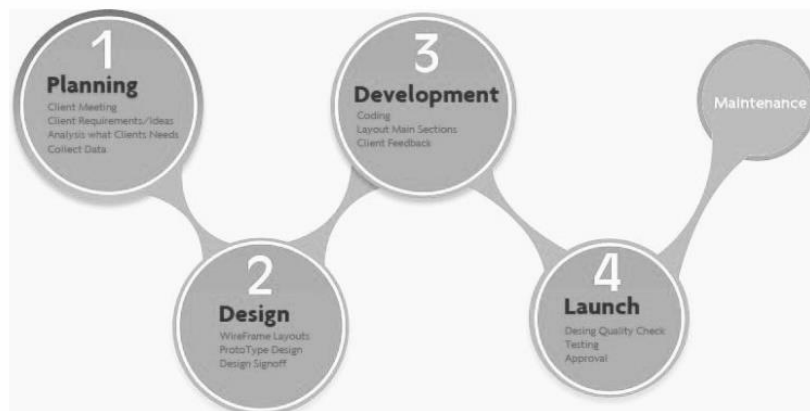 1
Planning
Client Meeting
Client Requirements/Ideas
Analysis what Clients Needs
Collect Data
2
Design
WireFrame Layouts
ProtoType Design
Design Signoff
3
Development
Coding
Layout Main Sections
Client Feedback
4
Launch
Desing Quality Check
Testing
Approval
Maintenance